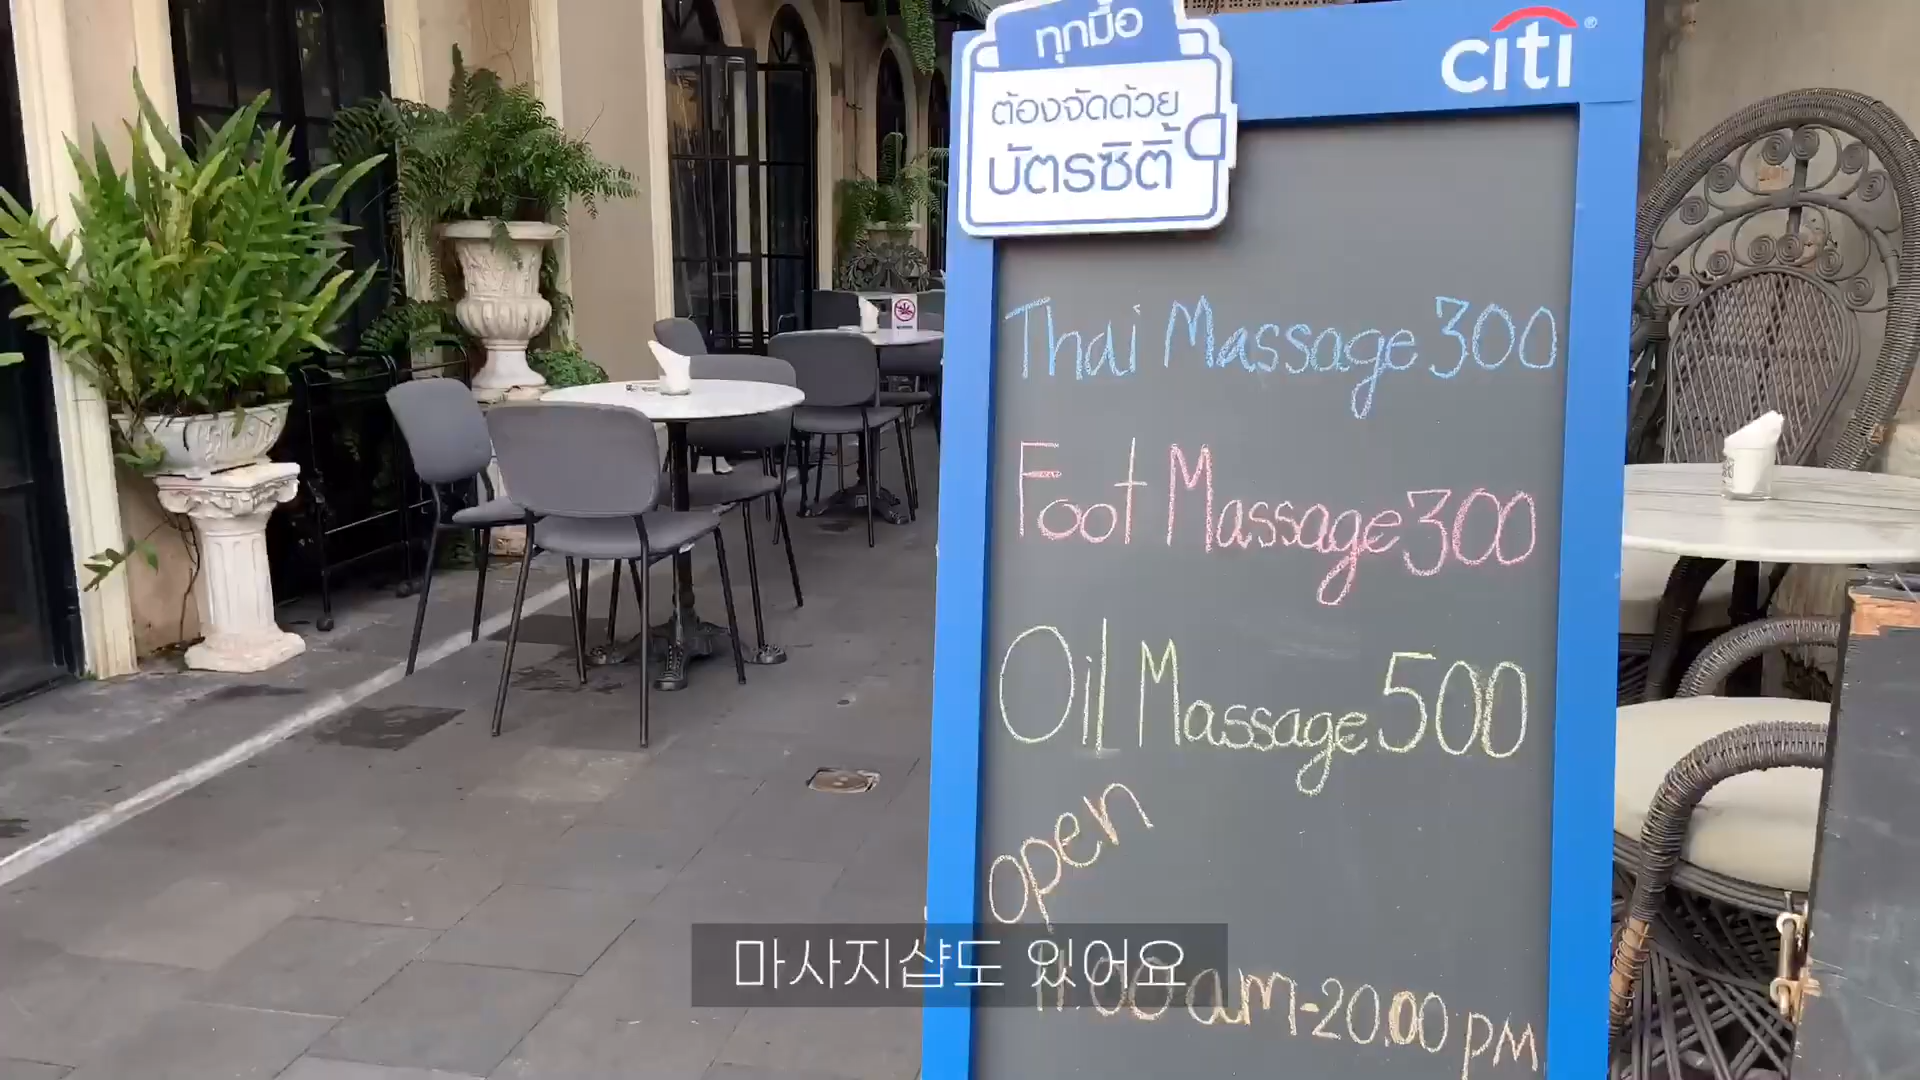 ทุกมื้อ
ต้องจัดด้วย
บัตรซิตี้
citi®
Thai Massage 300
Foot Massage 300
Oil Massage 500
open
11.00 am-20.00 pm
마사지샵도 있어요